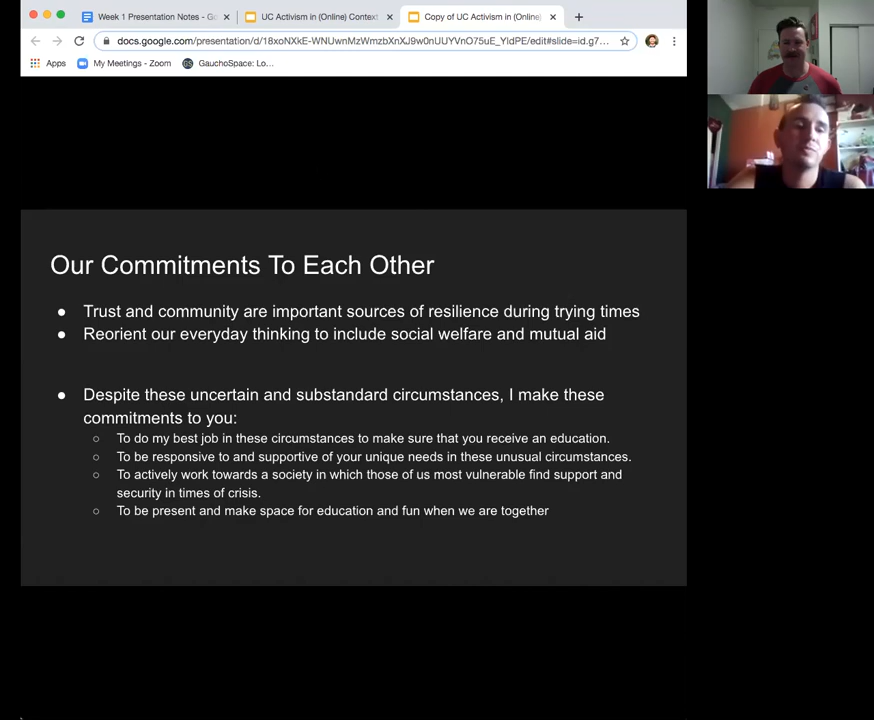 Week 1 Presentation Notes - Go
UC Activism in (Online) Context
Copy of UC Activism in (Online)
docs.google.com/presentation/d/18xoNXkE-WNUwnMzWmzbXnXJ9w0nUUYVnO75uE_YldPE/edit#slide=id.g7...
Apps
My Meetings - Zoom
GauchoSpace: Lo...
Our Commitments To Each Other
● Trust and community are important sources of resilience during trying times
● Reorient our everyday thinking to include social welfare and mutual aid
● Despite these uncertain and substandard circumstances, I make these
commitments to you:
○ To do my best job in these circumstances to make sure that you receive an education.
○ To be responsive to and supportive of your unique needs in these unusual circumstances.
○ To actively work towards a society in which those of us most vulnerable find support and
security in times of crisis.
○ To be present and make space for education and fun when we are together